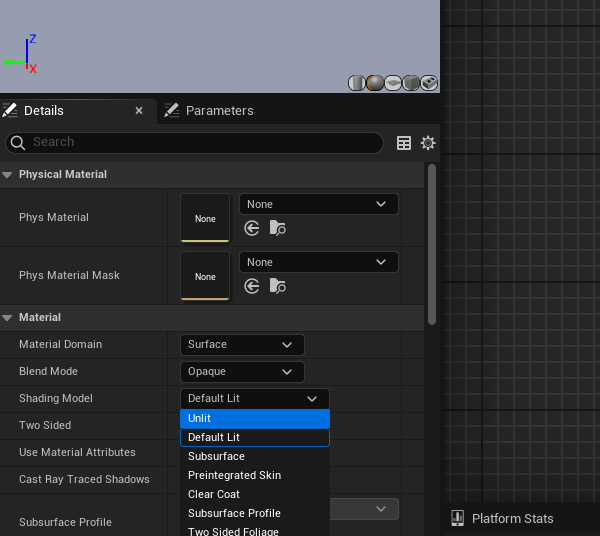 Z
X
Details
Parameters
Search
Physical Material
Phys Material
None
None
Phys Material Mask
None
None
Material
Material Domain
Surface
Blend Mode
Opaque
Shading Model
Default Lit
Unlit
Two Sided
Default Lit
Use Material Attributes
Subsurface
Cast Ray Traced Shadows
Preintegrated Skin
Clear Coat
Subsurface Profile
Subsurface Profile
Two Sided Foliage
Platform Stats